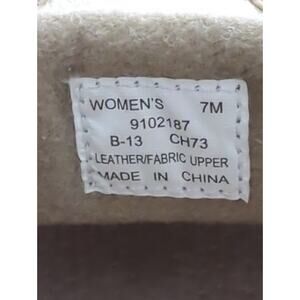 WOMEN'S 7M
9102187
B-13 CH73
LEATHER/FABRIC UPPER
MADE IN CHINA